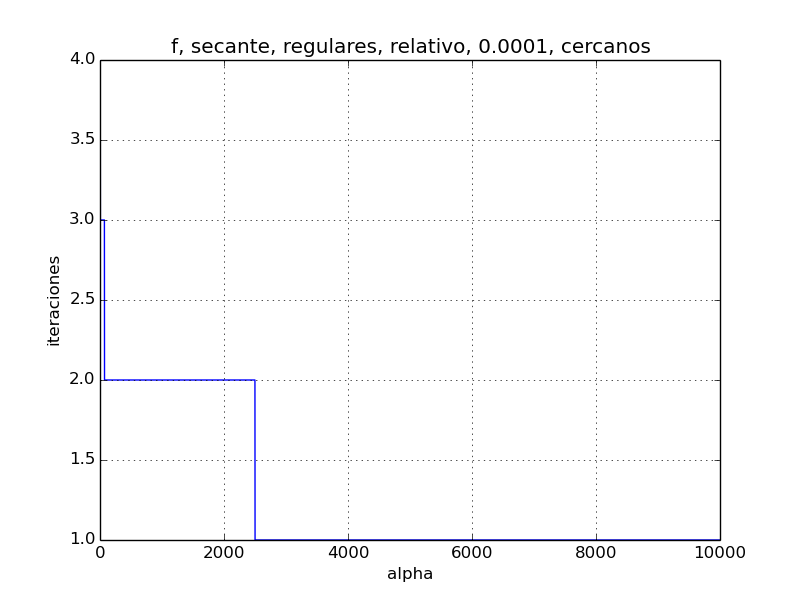 f, secante, regulares, relativo, 0.0001, cercanos
4.0
3.5
3.0
2.5
2.0
1.5
1.0
iteraciones
0 2000 4000 6000 8000 10000
alpha